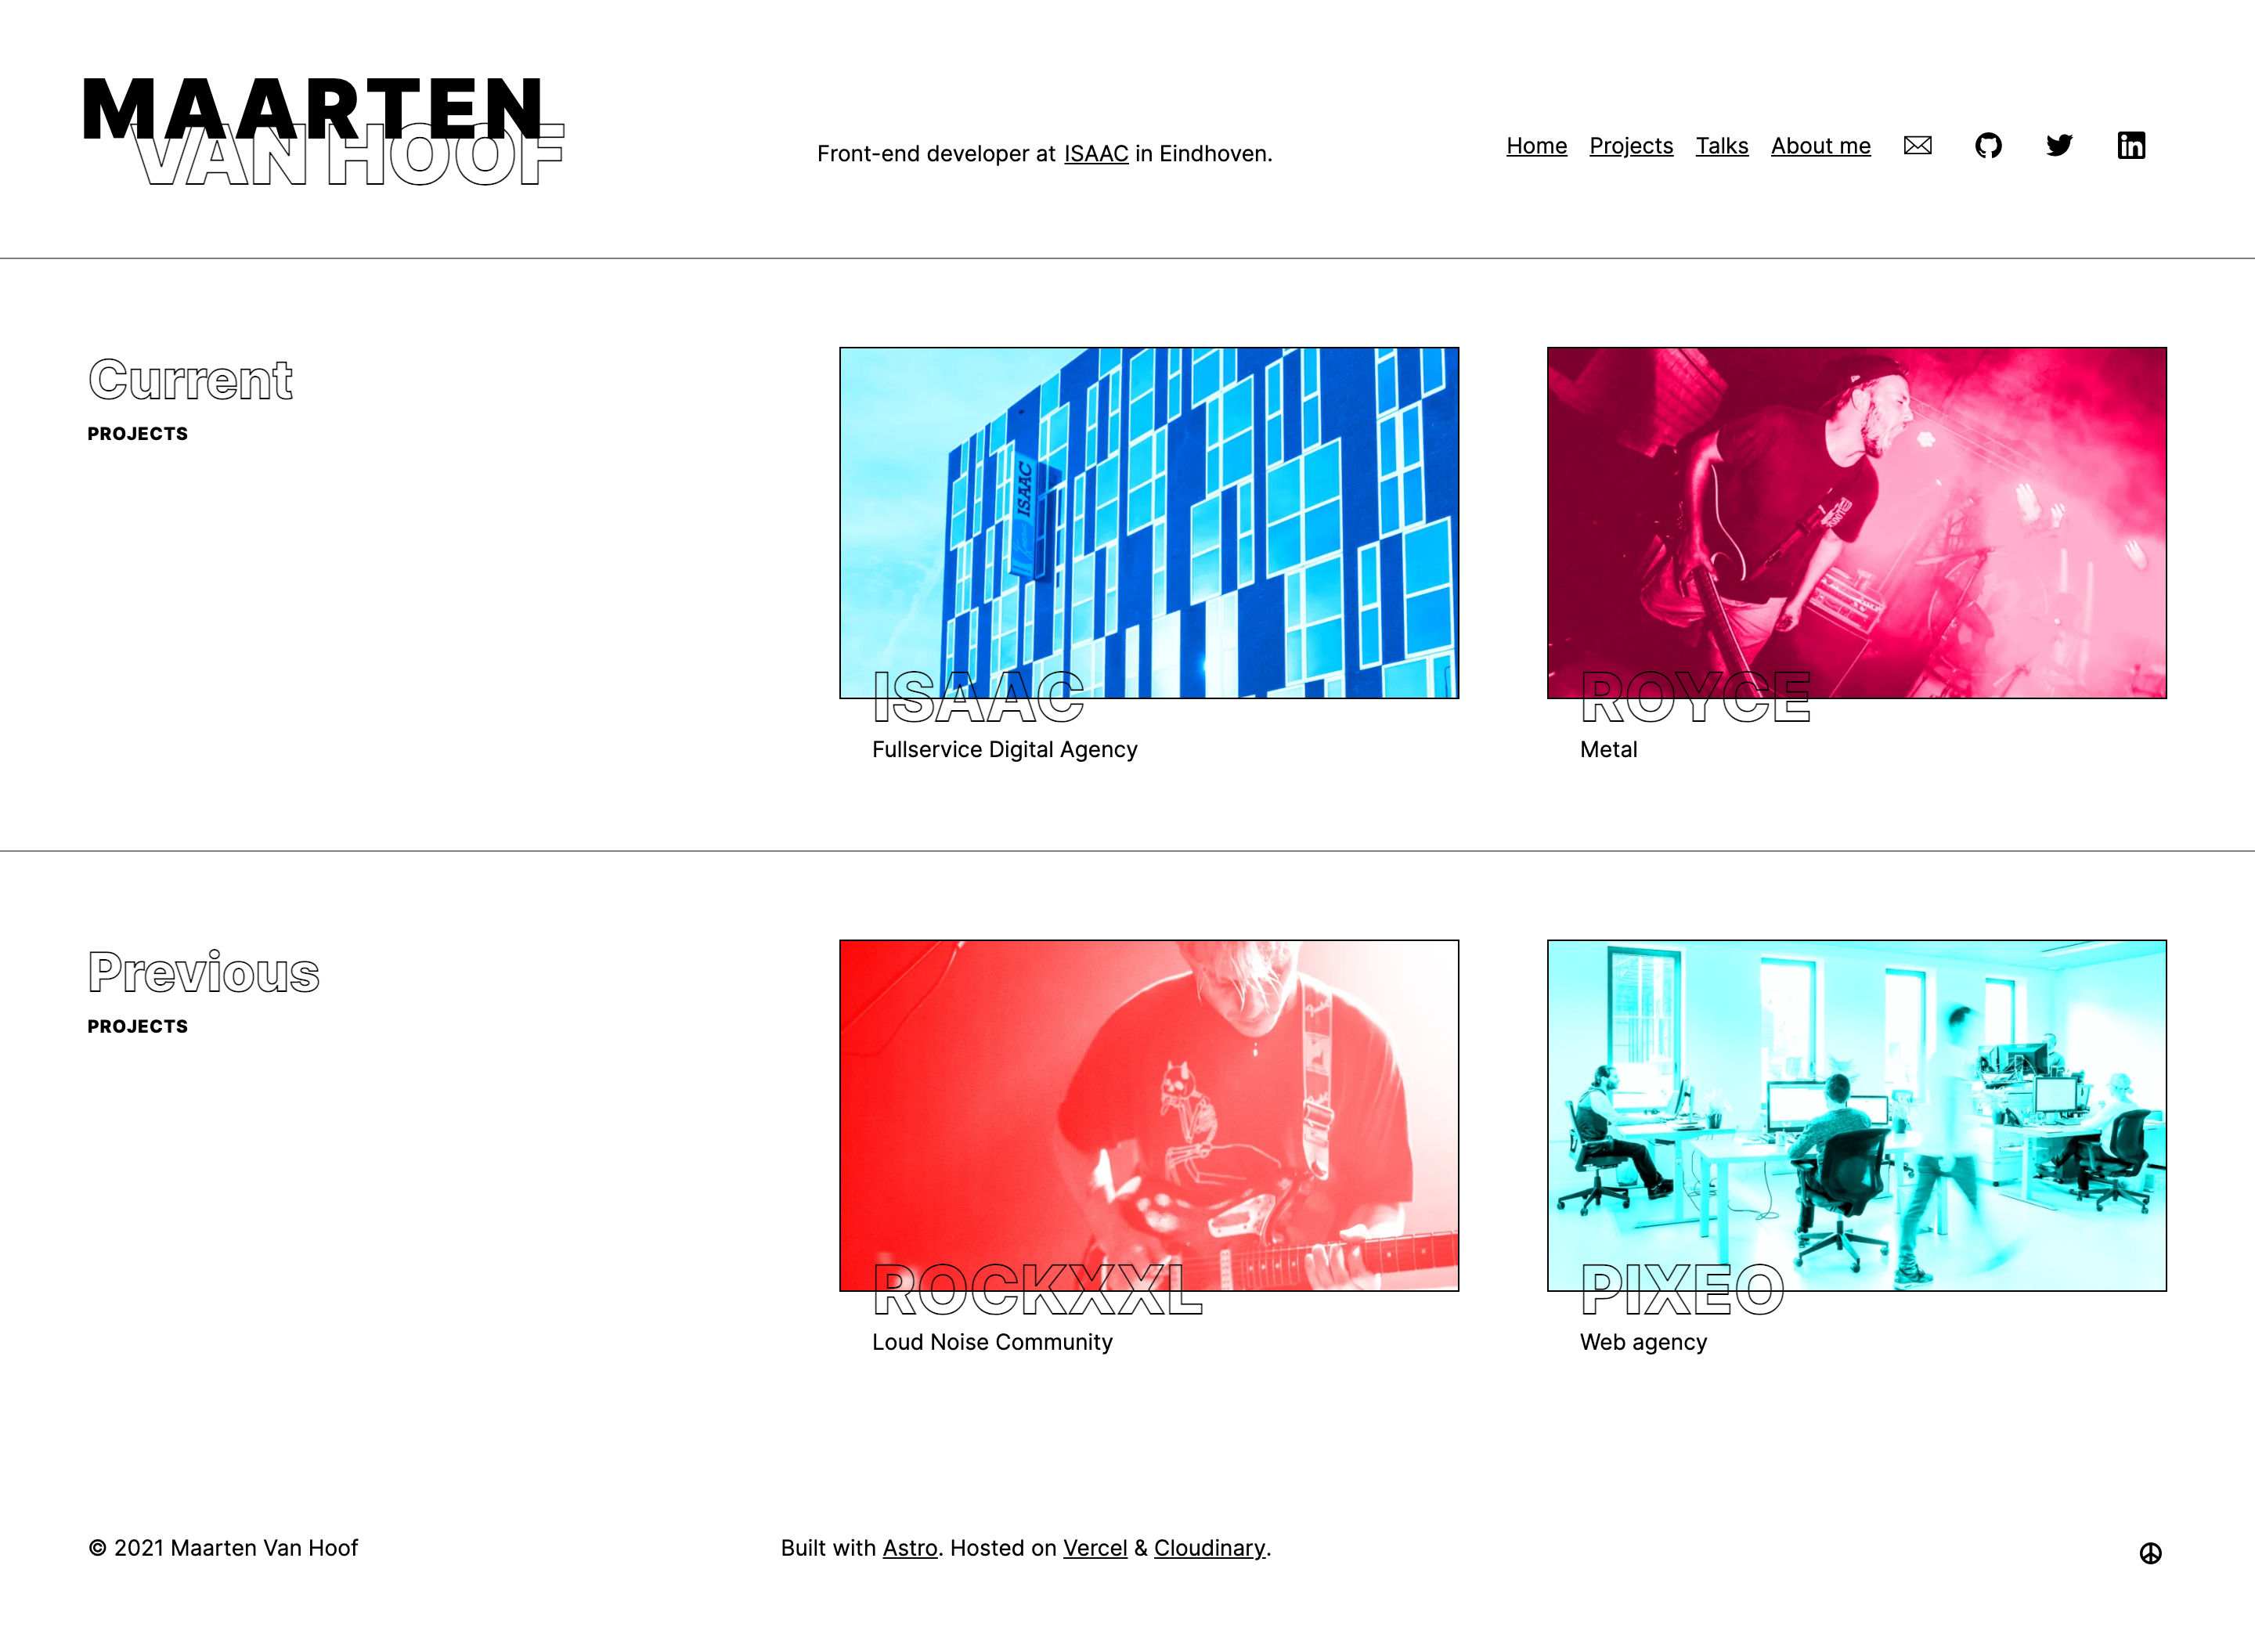 MAARTEN
VAN HOOF
Front-end developer at ISAAC in Eindhoven.
Home Projects Talks About me
Current
PROJECTS
ISAAC
ISAAC
Fullservice Digital Agency
ROYCE
Metal
Previous
PROJECTS
ROCKXXL
Loud Noise Community
PIXEO
Web agency
© 2021 Maarten Van Hoof
Built with Astro. Hosted on Vercel & Cloudinary.